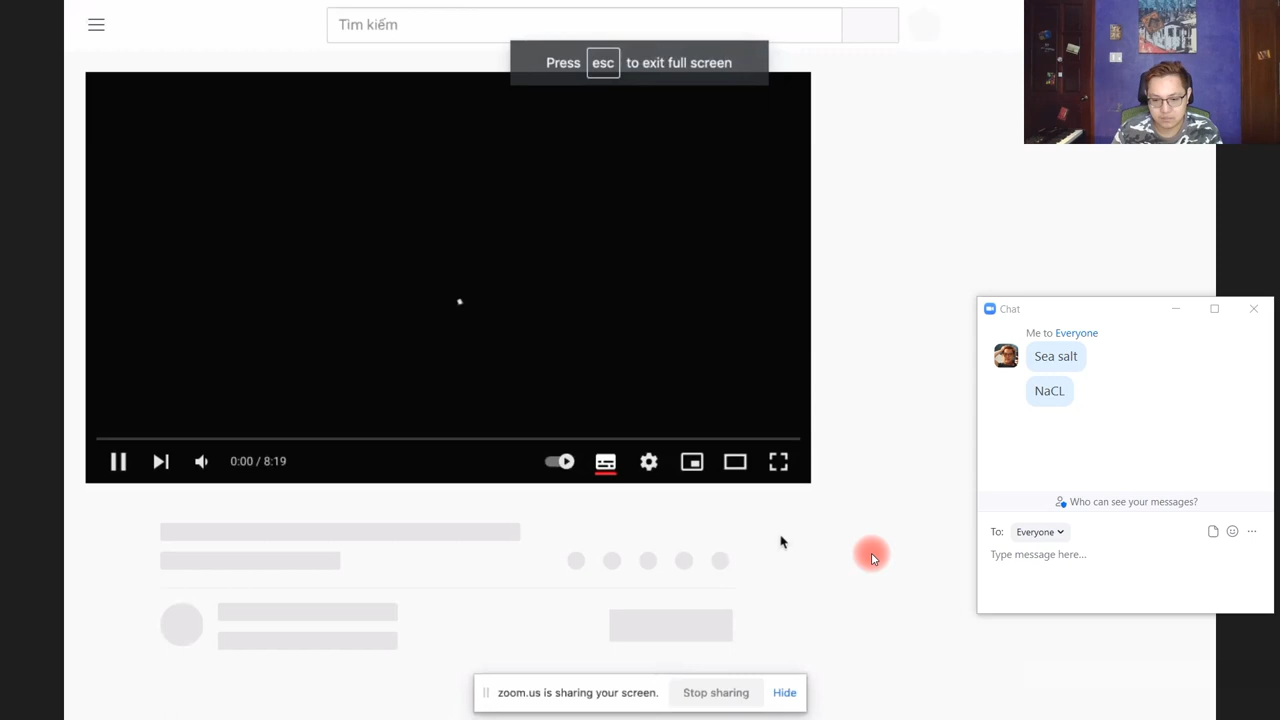 Tìm kiếm
Press esc to exit full screen
Chat
Me to Everyone
Sea salt
NaCL
0:00 / 8:19
Who can see your messages?
To: Everyone
Type message here...
zoom.us is sharing your screen. Stop sharing Hide